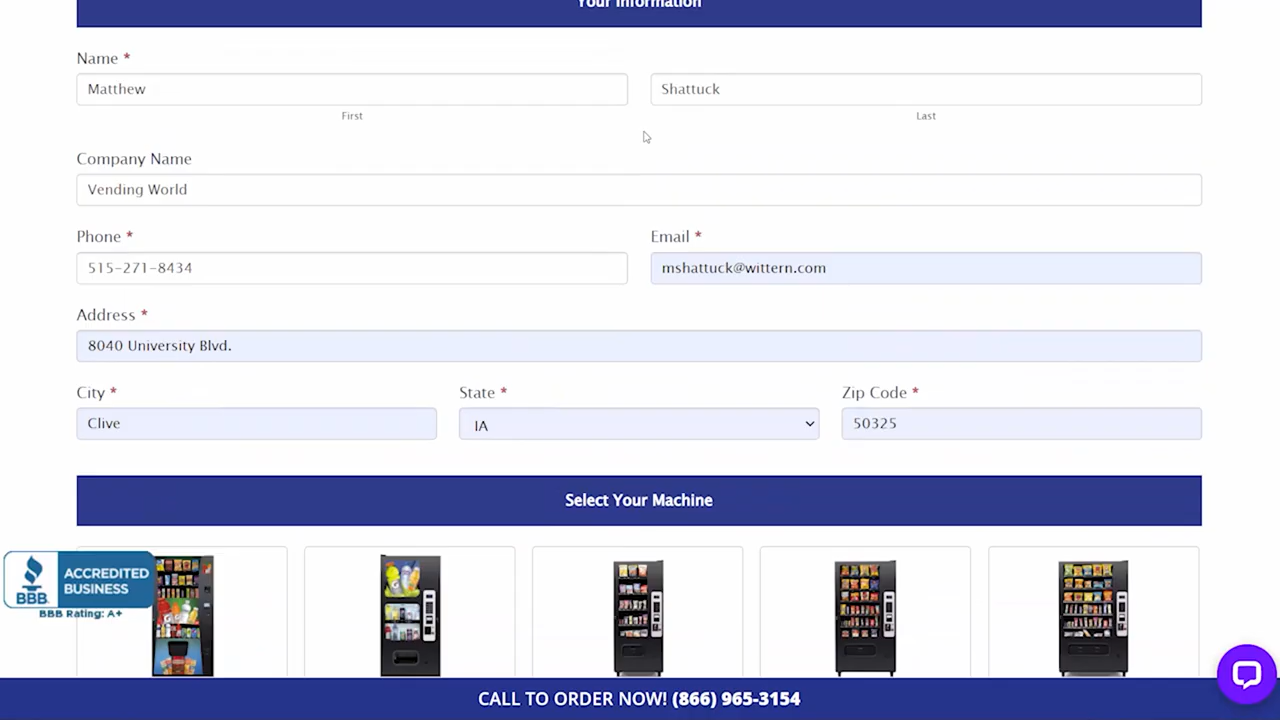 Your Information
Name *
Matthew
Shattuck
First
Last
Company Name
Vending World
Phone *
Email *
515-271-8434
mshattuck@wittern.com
Address *
8040 University Blvd.
City *
State *
Zip Code *
Clive
IA
50325
Select Your Machine
BBB
ACCREDITED
BUSINESS
BBB Rating: A+
CALL TO ORDER NOW! (866) 965-3154